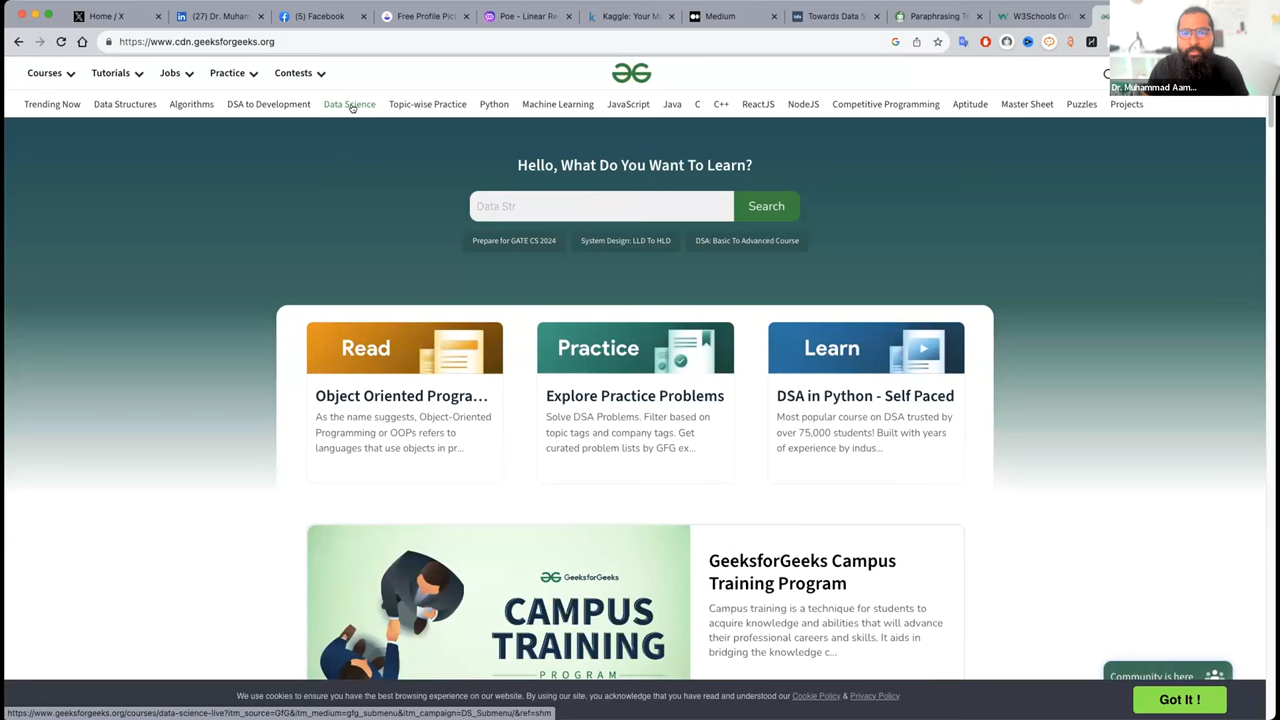 Home / X
(27) Dr. Muham
(5) Facebook
Free Profile Pict
Poe - Linear Re
Kaggle: Your Ma
Medium
Towards Data S
Paraphrasing To
W3Schools Onli
https://www.cdn.geeksforgeeks.org
Dr. Muhammad Aam...
Courses
Tutorials
Jobs
Practice
Contests
Trending Now
Data Structures
Algorithms
DSA to Development
Data Science
Topic-wise Practice
Python
Machine Learning
JavaScript
Java
C
C++
ReactJS
NodeJS
Competitive Programming
Aptitude
Master Sheet
Puzzles
Projects
Hello, What Do You Want To Learn?
Data Str
Search
Prepare for GATE CS 2024
System Design: LLD To HLD
DSA: Basic To Advanced Course
Read
Object Oriented Progra...
As the name suggests, Object-Oriented
Programming or OOPs refers to
languages that use objects in pr...
Practice
Explore Practice Problems
Solve DSA Problems. Filter based on
topic tags and company tags. Get
curated problem lists by GFG ex...
Learn
DSA in Python - Self Paced
Most popular course on DSA trusted by
over 75,000 students! Built with years
of experience by indus...
GeeksforGeeks
CAMPUS
TRAINING
PROGRAM
GeeksforGeeks Campus
Training Program
Campus training is a technique for students to
acquire knowledge and abilities that will advance
their professional careers and skills. It aids in
bridging the knowledge c...
Community is here
We use cookies to ensure you have the best browsing experience on our website. By using our site, you acknowledge that you have read and understood our Cookie Policy & Privacy Policy
Got It !
https://www.geeksforgeeks.org/courses/data-science-live?itm_source=GfG&itm_medium=gfg_submenu&itm_campaign=DS_Submenu/&ref=shm